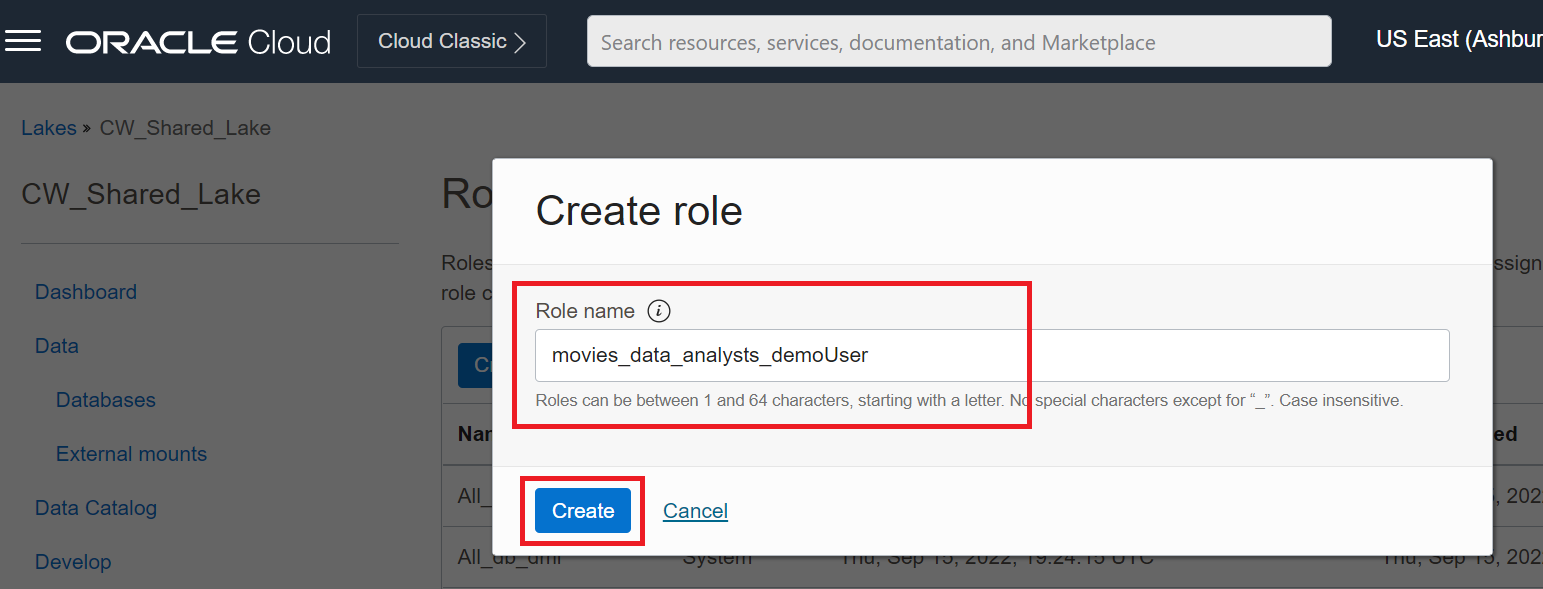 ORACLE Cloud
Cloud Classic
Search resources, services, documentation, and Marketplace
US East (Ashbur
Lakes » CW_Shared_Lake
CW_Shared_Lake
Dashboard
Data
Databases
External mounts
Data Catalog
Develop
Ro
Roles
ssign
role c
Cr
Nar
ed
All_
, 202
All_db_dml System Thu, Sep 15, 2022, 19:24:15 UTC Thu, Sep 15, 202
Create role
Role name i
movies_data_analysts_demoUser
Roles can be between 1 and 64 characters, starting with a letter. No special characters except for “_”. Case insensitive.
Create Cancel